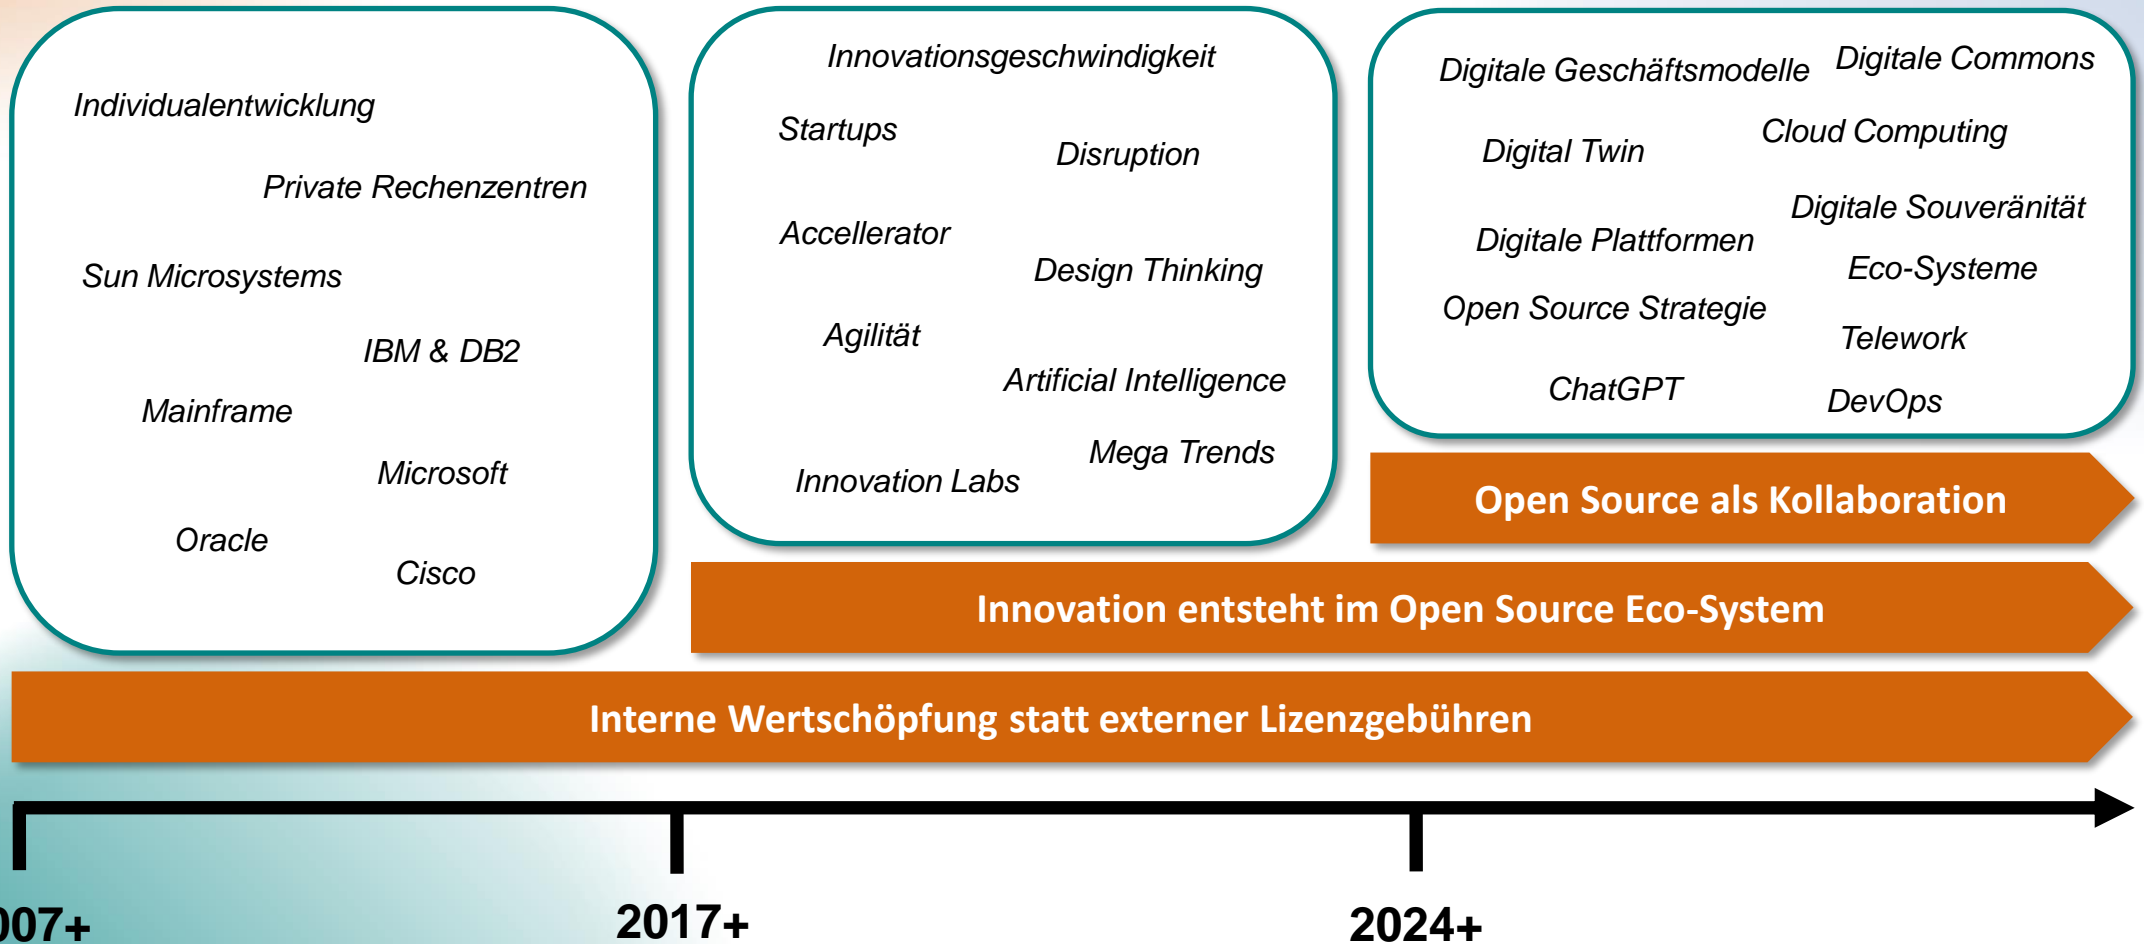 Individualentwicklung
Private Rechenzentren
Sun Microsystems
IBM & DB2
Mainframe
Microsoft
Oracle
Cisco
Innovationsgeschwindigkeit
Startups
Disruption
Accellerator
Design Thinking
Agilität
Artificial Intelligence
Mega Trends
Innovation Labs
Digitale Geschäftsmodelle
Digitale Commons
Cloud Computing
Digital Twin
Digitale Souveränität
Digitale Plattformen
Eco-Systeme
Open Source Strategie
Telework
ChatGPT
DevOps
Open Source als Kollaboration
Innovation entsteht im Open Source Eco-System
Interne Wertschöpfung statt externer Lizenzgebühren
007+
2017+
2024+